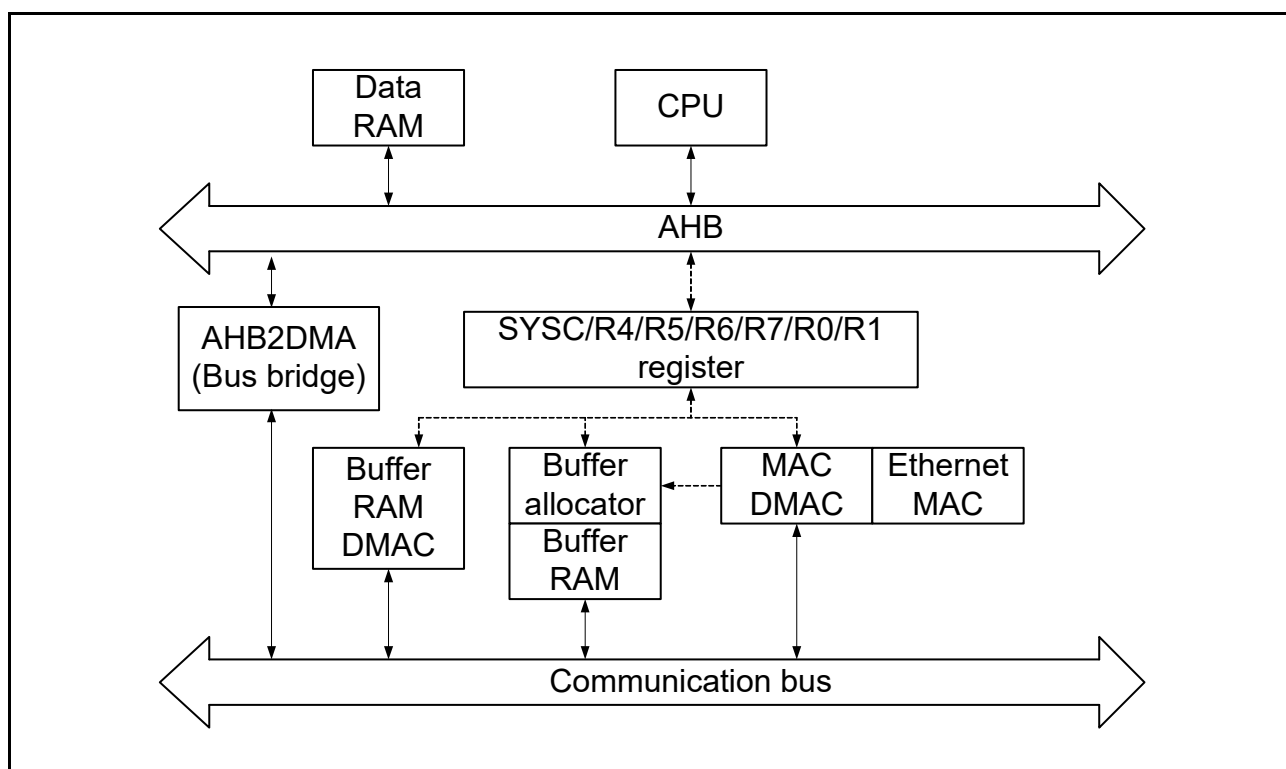 Data
RAM
CPU
AHB
AHB2DMA
(Bus bridge)
SYSC/R4/R5/R6/R7/R0/R1
register
Buffer
RAM
DMAC
Buffer
allocator
Buffer
RAM
MAC
DMAC
Ethernet
MAC
Communication bus